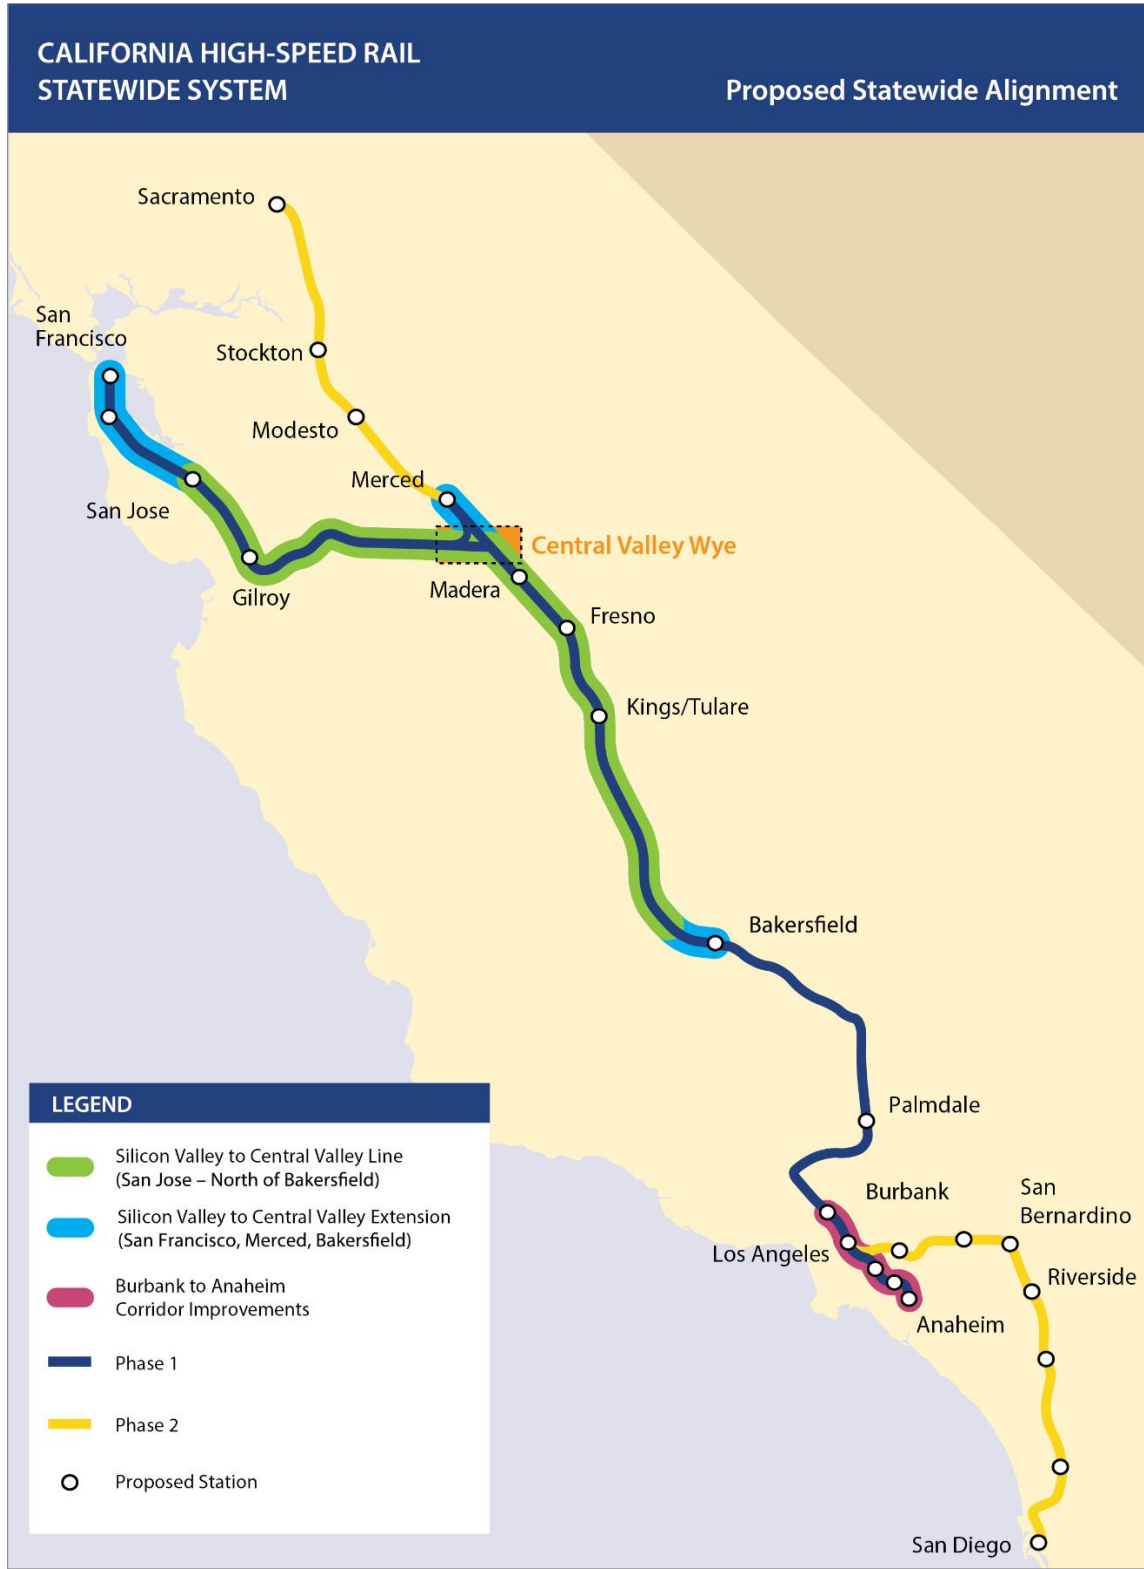 CALIFORNIA HIGH-SPEED RAIL
STATEWIDE SYSTEM
Proposed Statewide Alignment
Sacramento
San
Francisco
Stockton
Modesto
Merced
San Jose
Central Valley Wye
Gilroy
Madera
Fresno
Kings/Tulare
Bakersfield
Palmdale
Burbank
San
Bernardino
Los Angeles
Riverside
Anaheim
San Diego
LEGEND
Silicon Valley to Central Valley Line
(San Jose – North of Bakersfield)
Silicon Valley to Central Valley Extension
(San Francisco, Merced, Bakersfield)
Burbank to Anaheim
Corridor Improvements
Phase 1
Phase 2
Proposed Station